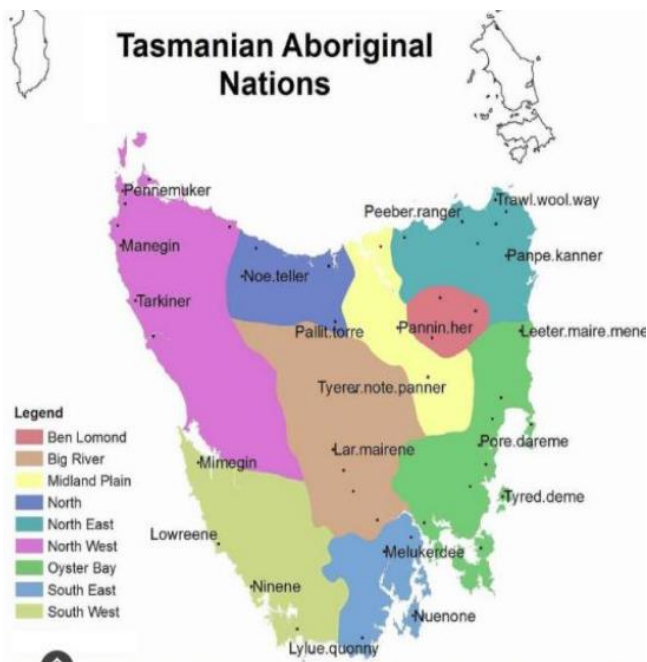 Tasmanian Aboriginal
Nations
Pennemuker
Trawl.wool.way
Peeber.ranger
Manegin
Panpe.kanner
Noe.teller
Tarkiner
Pallit.torre
Pannin.her
Leeter.maire.mene
Tyerer.note.panner
Legend
Ben Lomond
Big River
Midland Plain
North
North East
North West
Oyster Bay
South East
South West
Lar.mairene
Pore.dareme
Mimegin
Tyred.deme
Lowreene
Melukerdee
Ninene
Nuenone
Lylue.quonny